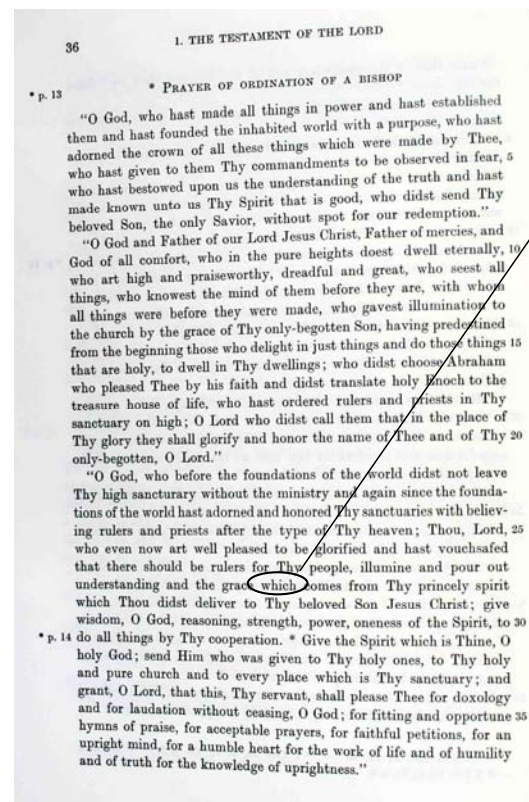 36
1. THE TESTAMENT OF THE LORD
* p. 13
* PRAYER OF ORDINATION OF A BISHOP
"O God, who hast made all things in power and hast established
them and hast founded the inhabited world with a purpose, who hast
adorned the crown of all these things which were made by Thee,
who hast given to them Thy commandments to be observed in fear, 5
who hast bestowed upon us the understanding of the truth and hast
made known unto us Thy Spirit that is good, who didst send Thy
beloved Son, the only Savior, without spot for our redemption."
"O God and Father of our Lord Jesus Christ, Father of mercies, and
God of all comfort, who in the pure heights doest dwell eternally, 10
who art high and praiseworthy, dreadful and great, who seest all
things, who knowest the mind of them before they are, with whom
all things were before they were made, who gavest illumination to
the church by the grace of Thy only-begotten Son, having predestined
from the beginning those who delight in just things and do those things 15
that are holy, to dwell in Thy dwellings; who didst choose Abraham
who pleased Thee by his faith and didst translate holy Enoch to the
treasure house of life, who hast ordered rulers and priests in Thy
sanctuary on high; O Lord who didst call them that in the place of
Thy glory they shall glorify and honor the name of Thee and of Thy 20
only-begotten, O Lord."
"O God, who before the foundations of the world didst not leave
Thy high sancturary without the ministry and again since the founda-
tions of the world hast adorned and honored Thy sanctuaries with believ-
ing rulers and priests after the type of Thy heaven; Thou, Lord, 25
who even now art well pleased to be glorified and hast vouchsafed
that there should be rulers for Thy people, illumine and pour out
understanding and the grace which comes from Thy princely spirit
which Thou didst deliver to Thy beloved Son Jesus Christ; give
wisdom, O God, reasoning, strength, power, oneness of the Spirit, to 30
* p. 14 do all things by Thy cooperation. * Give the Spirit which is Thine, O
holy God; send Him who was given to Thy holy ones, to Thy holy
and pure church and to every place which is Thy sanctuary; and
grant, O Lord, that this, Thy servant, shall please Thee for doxology
and for laudation without ceasing, O God; for fitting and opportune 35
hymns of praise, for acceptable prayers, for faithful petitions, for an
upright mind, for a humble heart for the work of life and of humility
and of truth for the knowledge of uprightness."